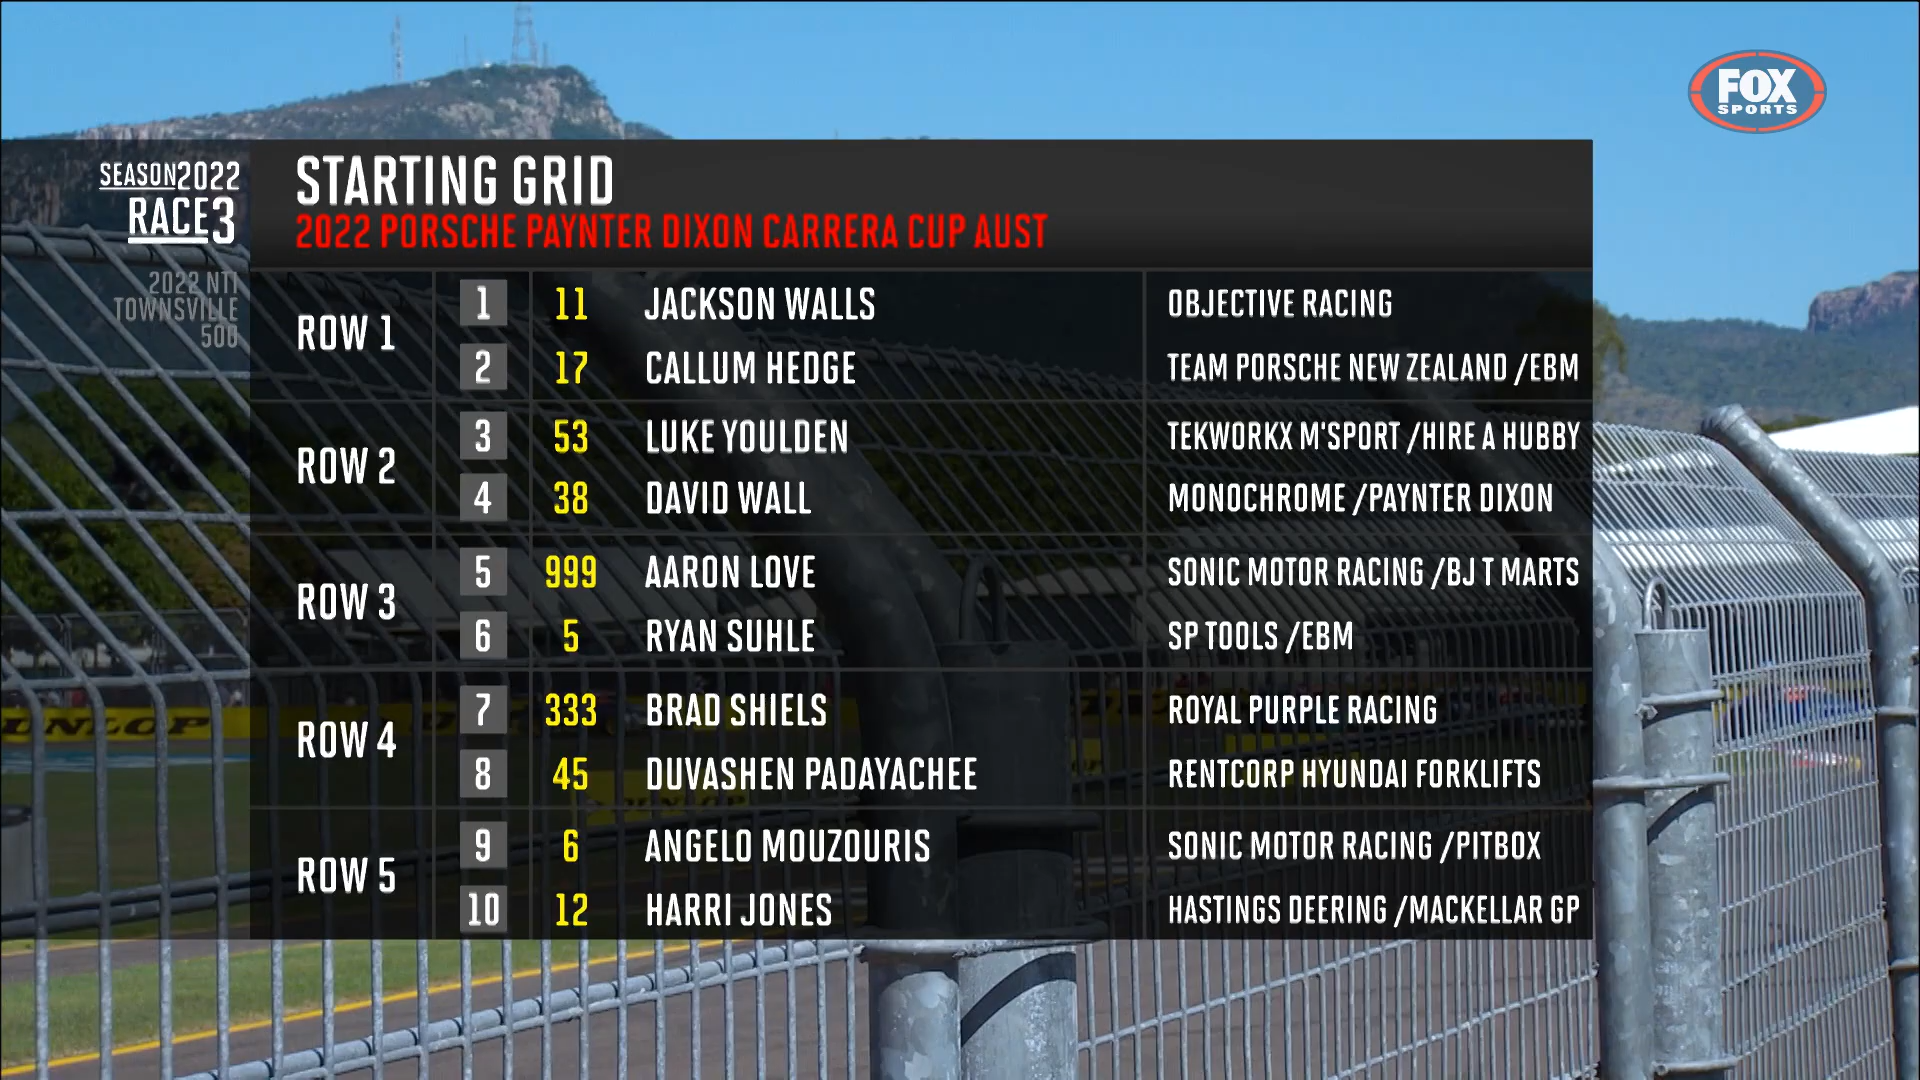 FOX
SPORTS
SEASON2022
RACE3
2022 NTI
TOWNSVILLE
500
STARTING GRID
2022 PORSCHE PAYNTER DIXON CARRERA CUP AUST
ROW 1
1 11 JACKSON WALLS OBJECTIVE RACING
2 17 CALLUM HEDGE TEAM PORSCHE NEW ZEALAND /EBM
ROW 2
3 53 LUKE YOULDEN TEKWORKX M'SPORT /HIRE A HUBBY
4 38 DAVID WALL MONOCHROME /PAYNTER DIXON
ROW 3
5 999 AARON LOVE SONIC MOTOR RACING /BJ T MARTS
6 5 RYAN SUHLE SP TOOLS /EBM
ROW 4
7 333 BRAD SHIELS ROYAL PURPLE RACING
8 45 DUVASHEN PADAYACHEE RENTCORP HYUNDAI FORKLIFTS
ROW 5
9 6 ANGELO MOUZOURIS SONIC MOTOR RACING /PITBOX
10 12 HARRI JONES HASTINGS DEERING /MACKELLAR GP
DUNLOP
DUNLOP